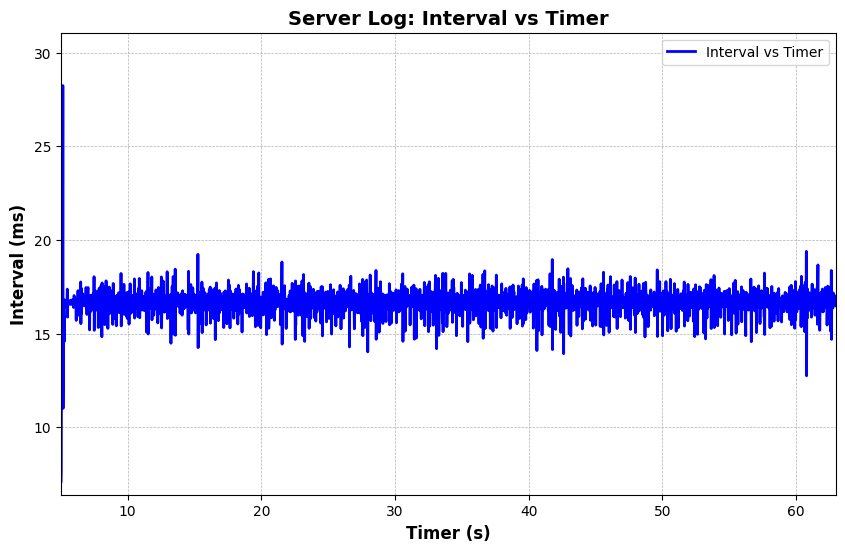 Server Log: Interval vs Timer
Interval vs Timer
30
25
20
15
10
Interval (ms)
10 20 30 40 50 60
Timer (s)